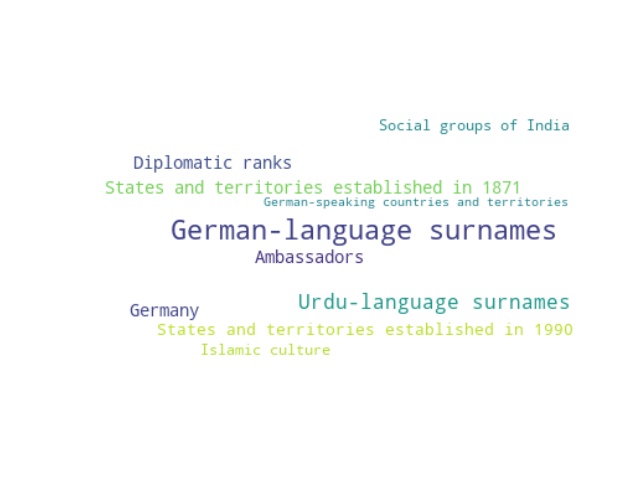 Social groups of India
Diplomatic ranks
States and territories established in 1871
German-speaking countries and territories
German-language surnames
Ambassadors
Urdu-language surnames
Germany
States and territories established in 1990
Islamic culture